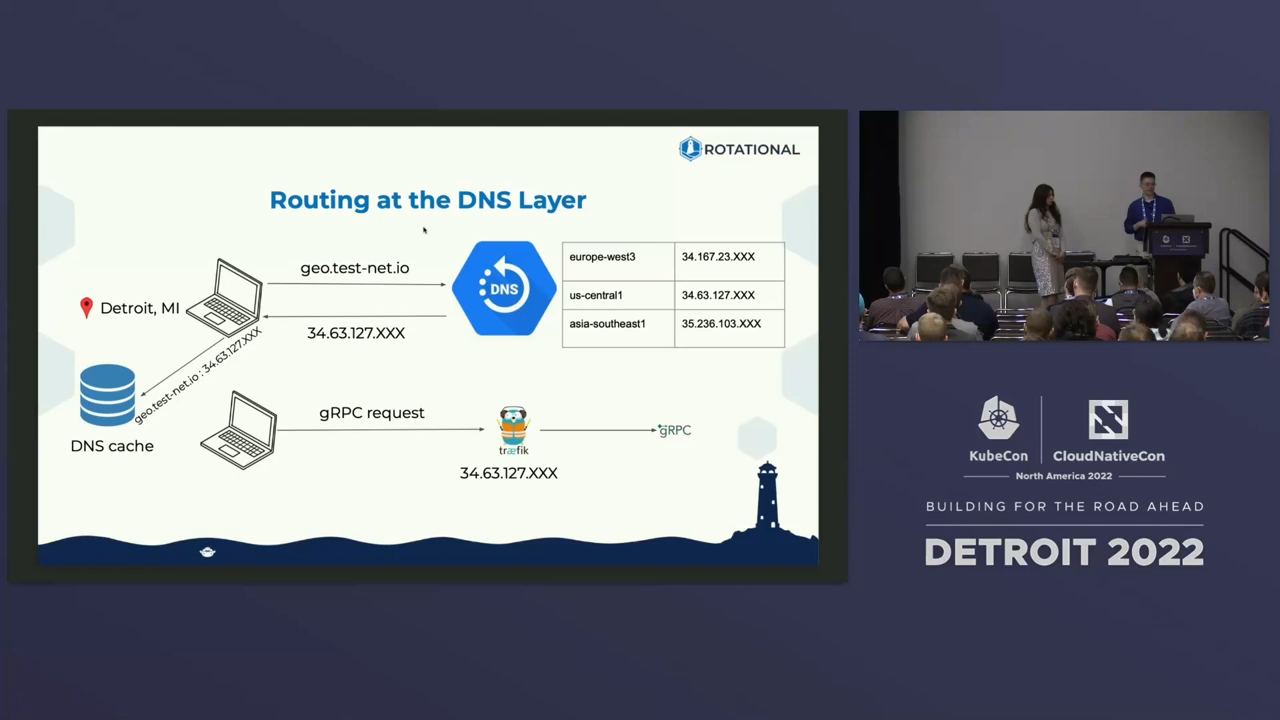 ROTATIONAL
Routing at the DNS Layer
geo.test-net.io
DNS
europe-west3 34.167.23.XXX
us-central1 34.63.127.XXX
asia-southeast1 35.236.103.XXX
Detroit, MI
34.63.127.XXX
geo.test-net.io : 34.63.127.XXX
DNS cache
gRPC request
træfik
gRPC
34.63.127.XXX
KubeCon
CloudNativeCon
North America 2022
BUILDING FOR THE ROAD AHEAD
DETROIT 2022